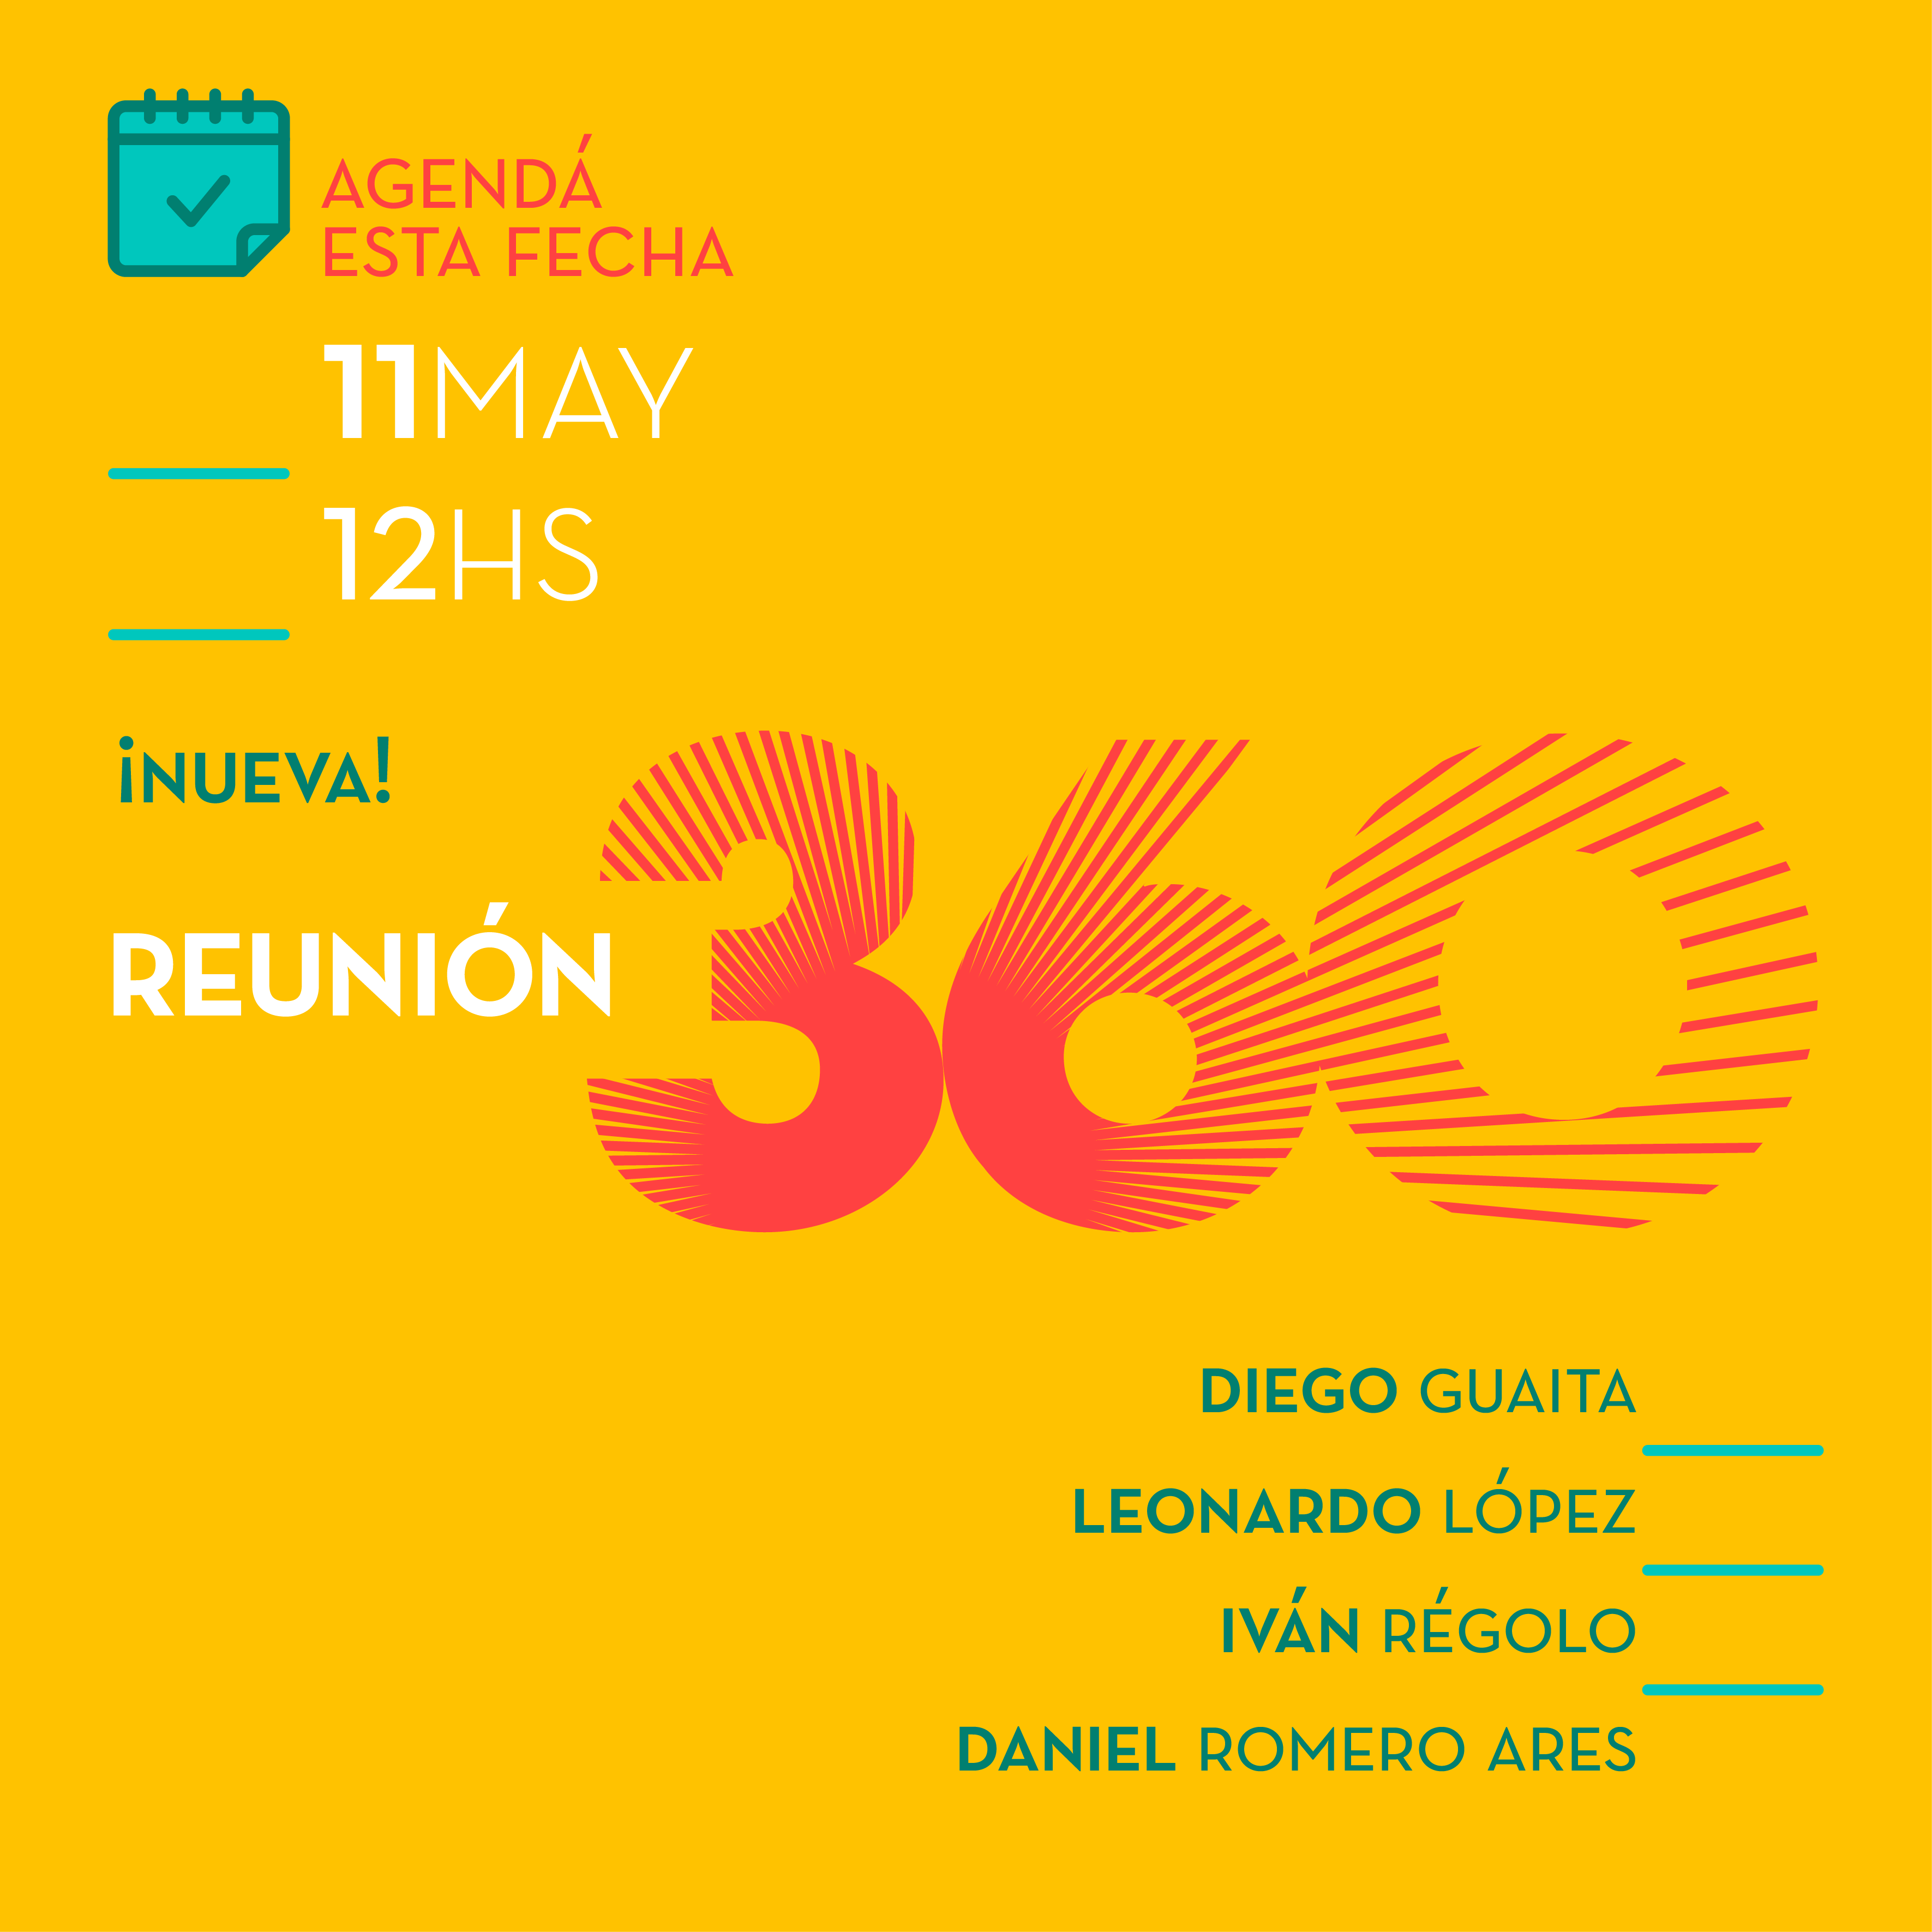 AGENDÁ
ESTA FECHA
11MAY
12HS
¡NUEVA!
REUNIÓN
360
DIEGO GUAITA
LEONARDO LÓPEZ
IVÁN RÉGOLO
DANIEL ROMERO ARES